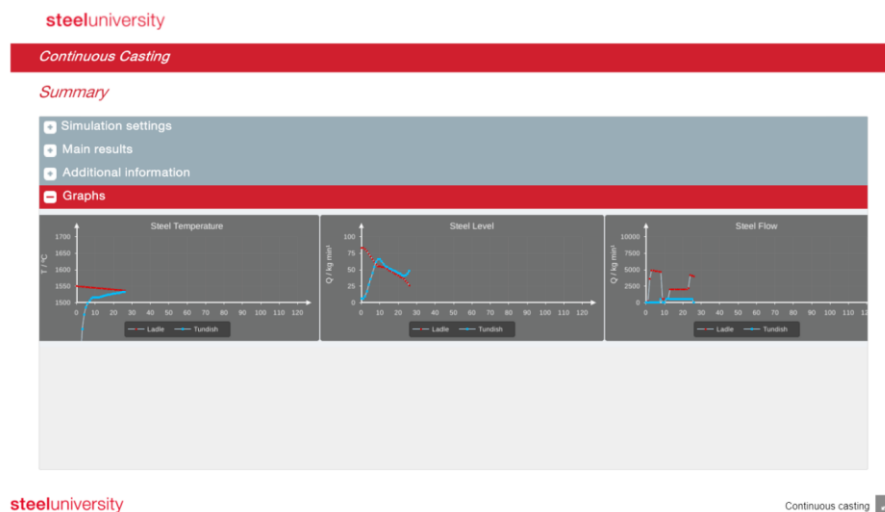 steeluniversity
Continuous Casting
Summary
Simulation settings
Main results
Additional information
Graphs
Steel Temperature
T / °C
1700
1650
1600
1550
1500
0 10 20 30 40 50 60 70 80 90 100 110 120
Ladle Tundish
Steel Level
Q / kg min¹
100
75
50
25
0
0 10 20 30 40 50 60 70 80 90 100 110 120
Ladle Tundish
Steel Flow
Q / kg min¹
10000
7500
5000
2500
0
0 10 20 30 40 50 60 70 80 90 100 110
Ladle Tundish
steeluniversity
Continuous casting